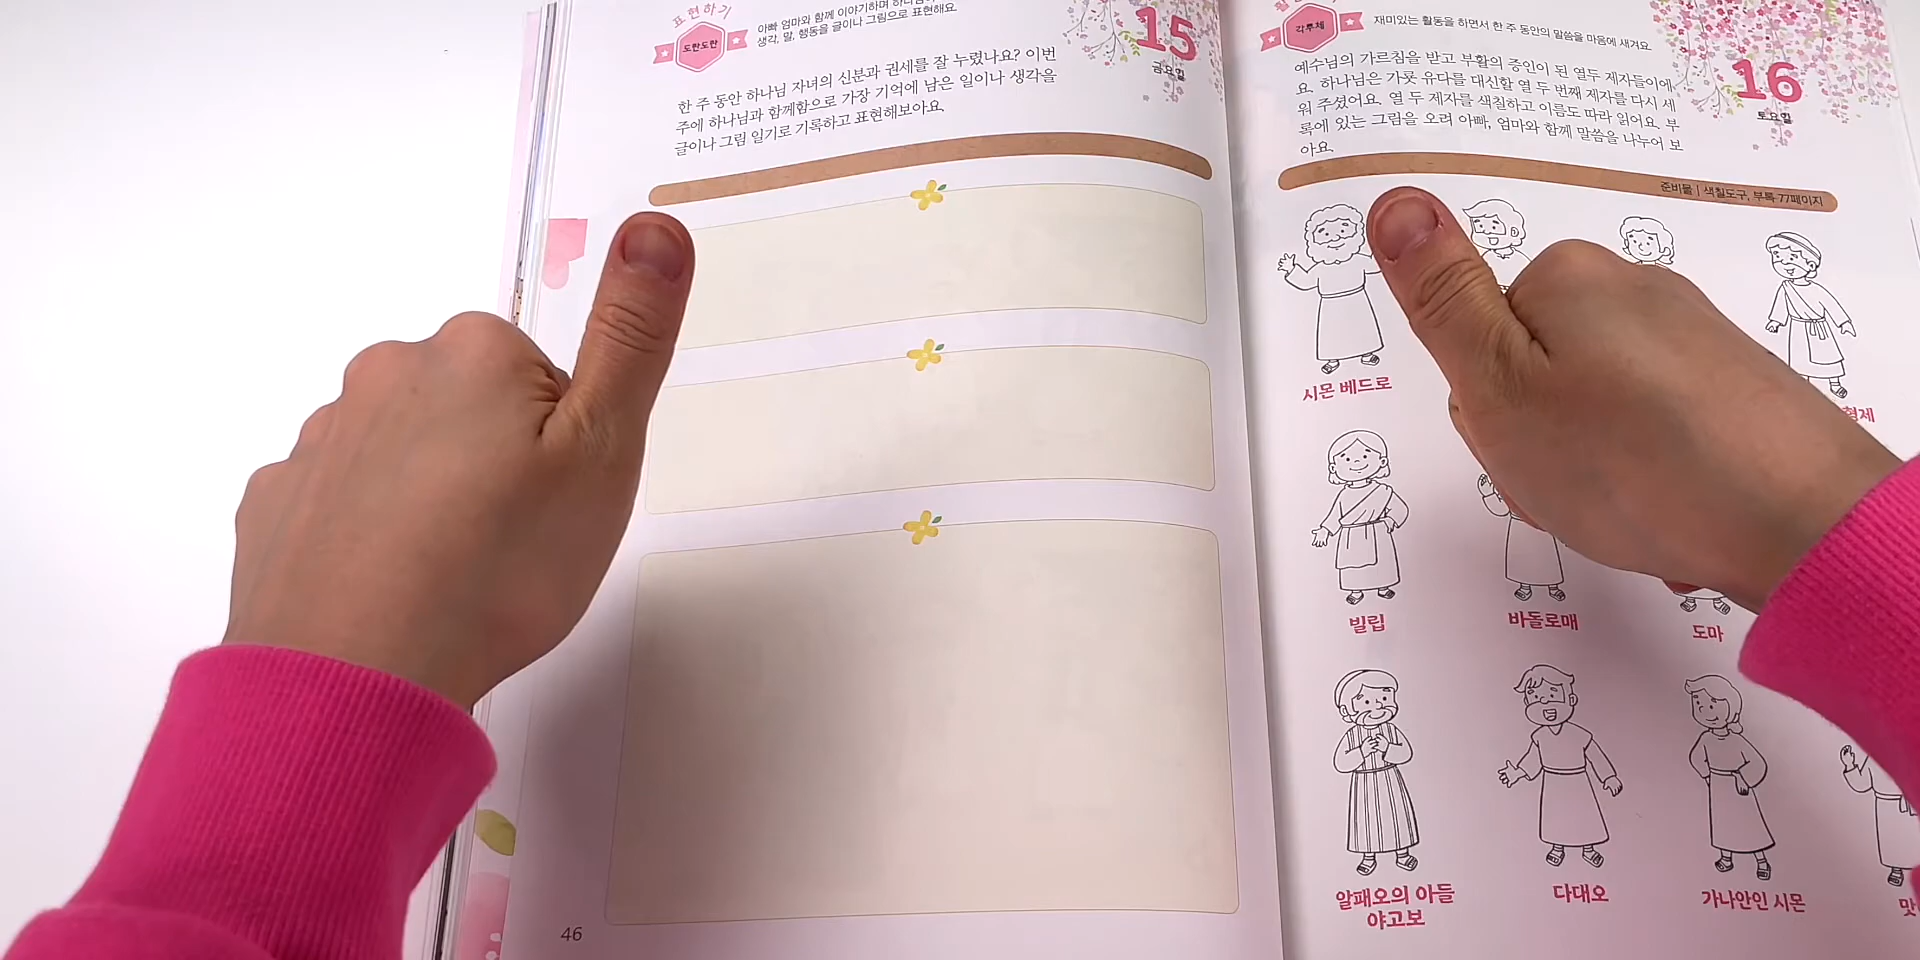 표현하기
도란도란
아빠 엄마와 함께 이야기하며
생각, 말, 행동을 글이나 그림으로 표현해요.
15
금요일
한 주 동안 하나님 자녀의 신분과 권세를 잘 누렸나요? 이번
주에 하나님과 함께함으로 가장 기억에 남은 일이나 생각을
글이나 그림 일기로 기록하고 표현해보아요.
46
각루체
재미있는 활동을 하면서 한 주 동안의 말씀을 마음에 새겨요.
16
토요일
예수님의 가르침을 받고 부활의 증인이 된 열두 제자들이에
요. 하나님은 가룟 유다를 대신할 열 두 번째 제자를 다시 세
워 주셨어요. 열 두 제자를 색칠하고 이름도 따라 읽어요. 부
록에 있는 그림을 오려 아빠, 엄마와 함께 말씀을 나누어 보
아요.
준비물 | 색칠도구, 부록 77페이지
시몬 베드로
형제
빌립
바돌로매
도마
알패오의 아들
야고보
다대오
가나안인 시몬
맛